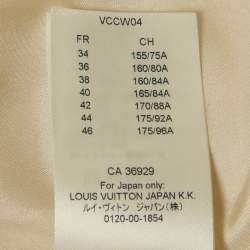 VCCW04
FR CH
34 155/75A
36 160/80A
38 160/84A
40 165/84A
42 170/88A
44 175/92A
46 175/96A
CA 36929
For Japan only:
LOUIS VUITTON JAPAN K.K.
ルイ・ヴィトン ジャパン(株)
0120-00-1854